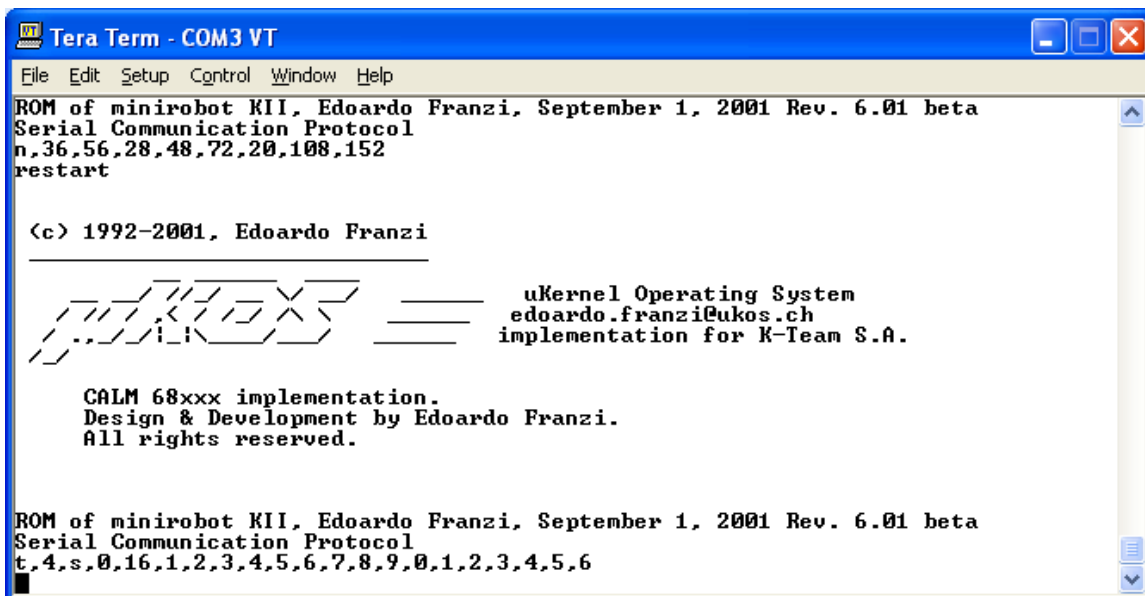 Tera Term - COM3 VT
File Edit Setup Control Window Help
ROM of minirobot KII, Edoardo Franzi, September 1, 2001 Rev. 6.01 beta
Serial Communication Protocol
n,36,56,28,48,72,20,108,152
restart
(c) 1992-2001, Edoardo Franzi
µKOS
uKernel Operating System
edoardo.franzi@ukos.ch
implementation for K-Team S.A.
CALM 68xxx implementation.
Design & Development by Edoardo Franzi.
All rights reserved.
ROM of minirobot KII, Edoardo Franzi, September 1, 2001 Rev. 6.01 beta
Serial Communication Protocol
t,4,s,0,16,1,2,3,4,5,6,7,8,9,0,1,2,3,4,5,6